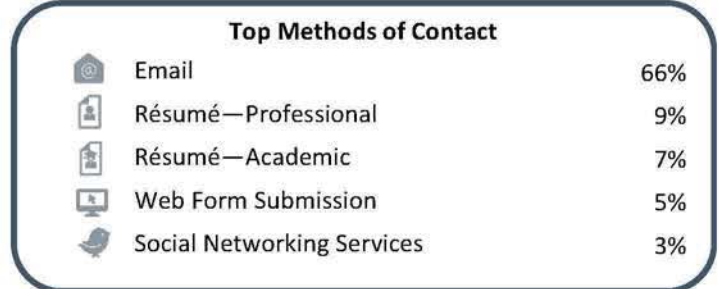 Top Methods of Contact
Email 66%
Résumé—Professional 9%
Résumé—Academic 7%
Web Form Submission 5%
Social Networking Services 3%